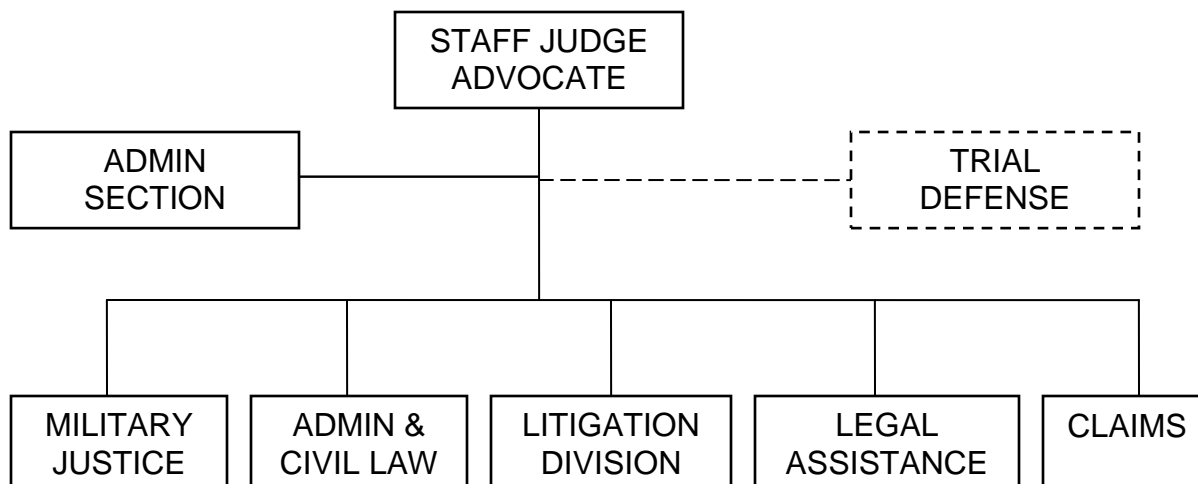 STAFF JUDGE
ADVOCATE
ADMIN
SECTION
TRIAL
DEFENSE
MILITARY
JUSTICE
ADMIN &
CIVIL LAW
LITIGATION
DIVISION
LEGAL
ASSISTANCE
CLAIMS